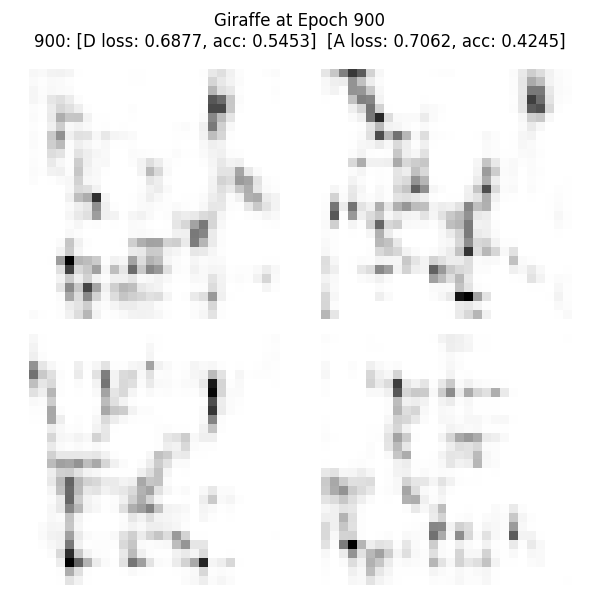 Giraffe at Epoch 900
900: [D loss: 0.6877, acc: 0.5453]  [A loss: 0.7062, acc: 0.4245]